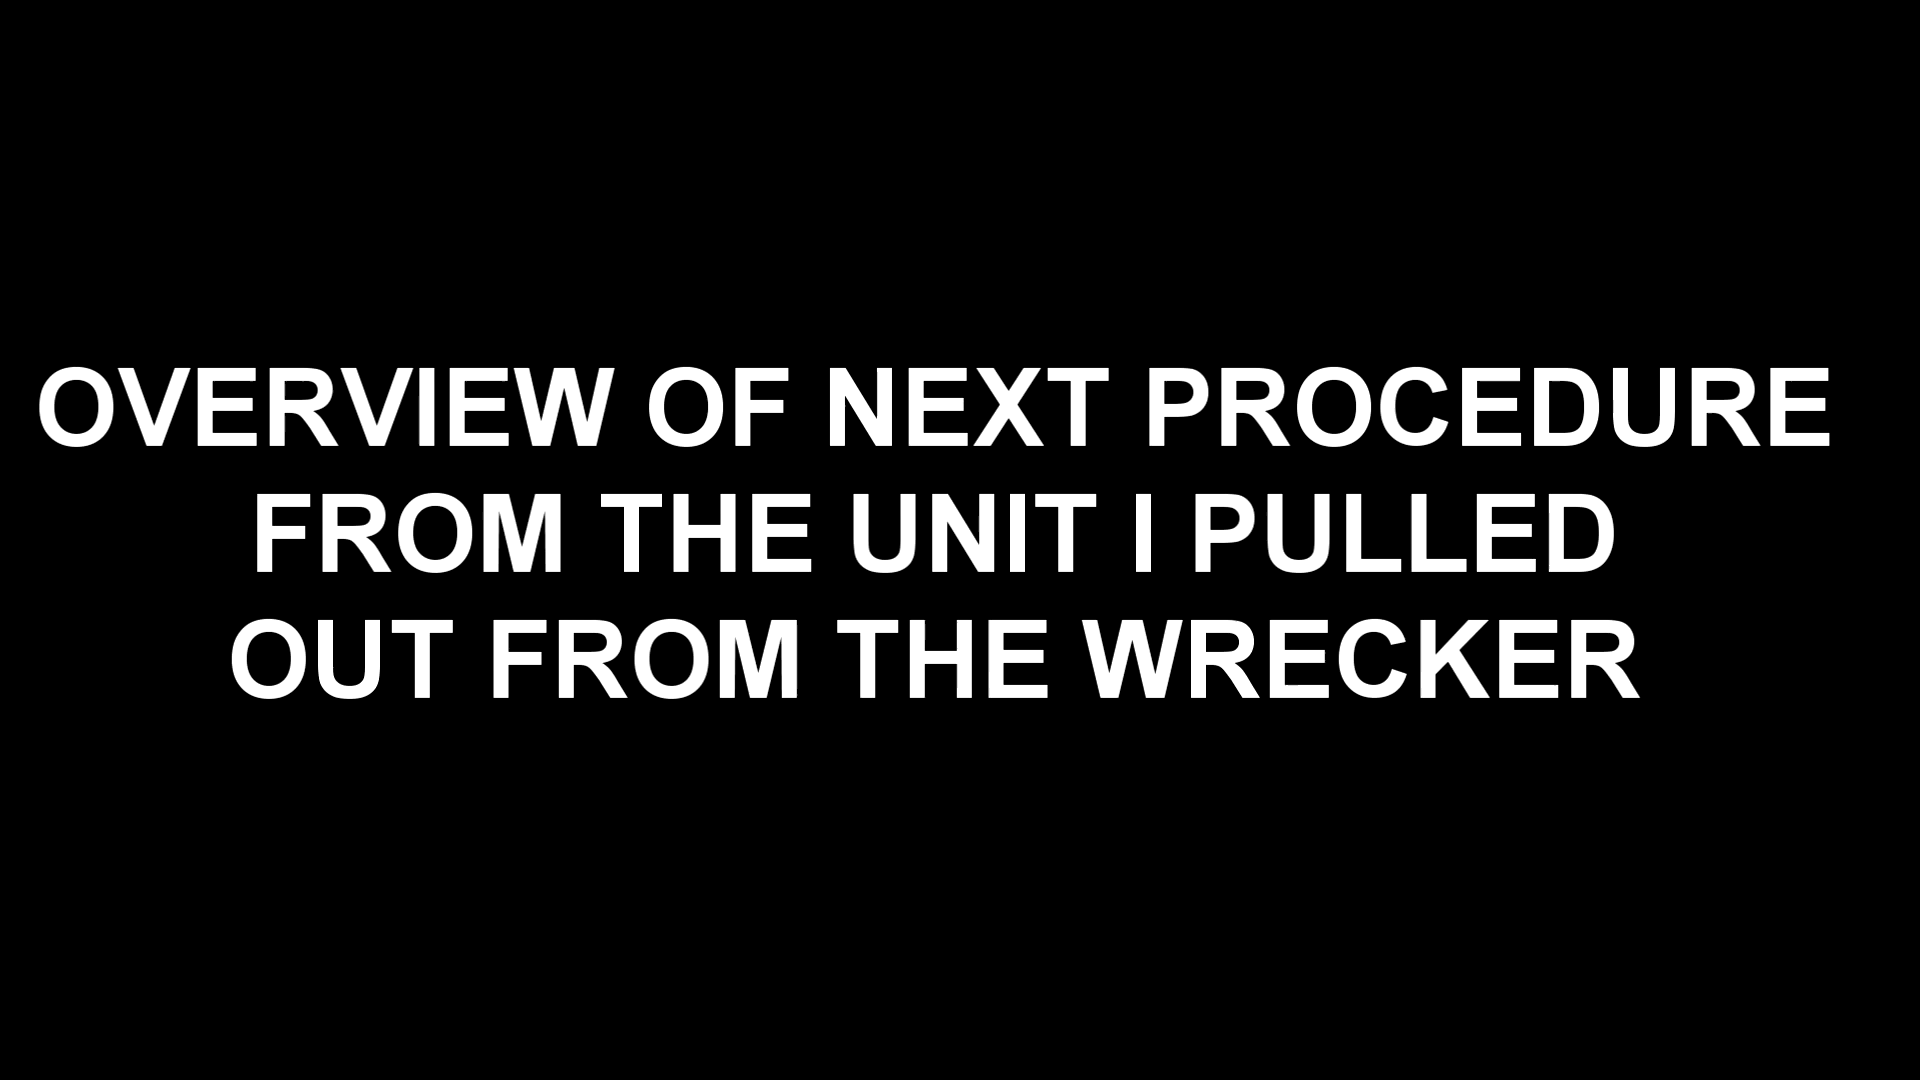 OVERVIEW OF NEXT PROCEDURE
FROM THE UNIT I PULLED
OUT FROM THE WRECKER